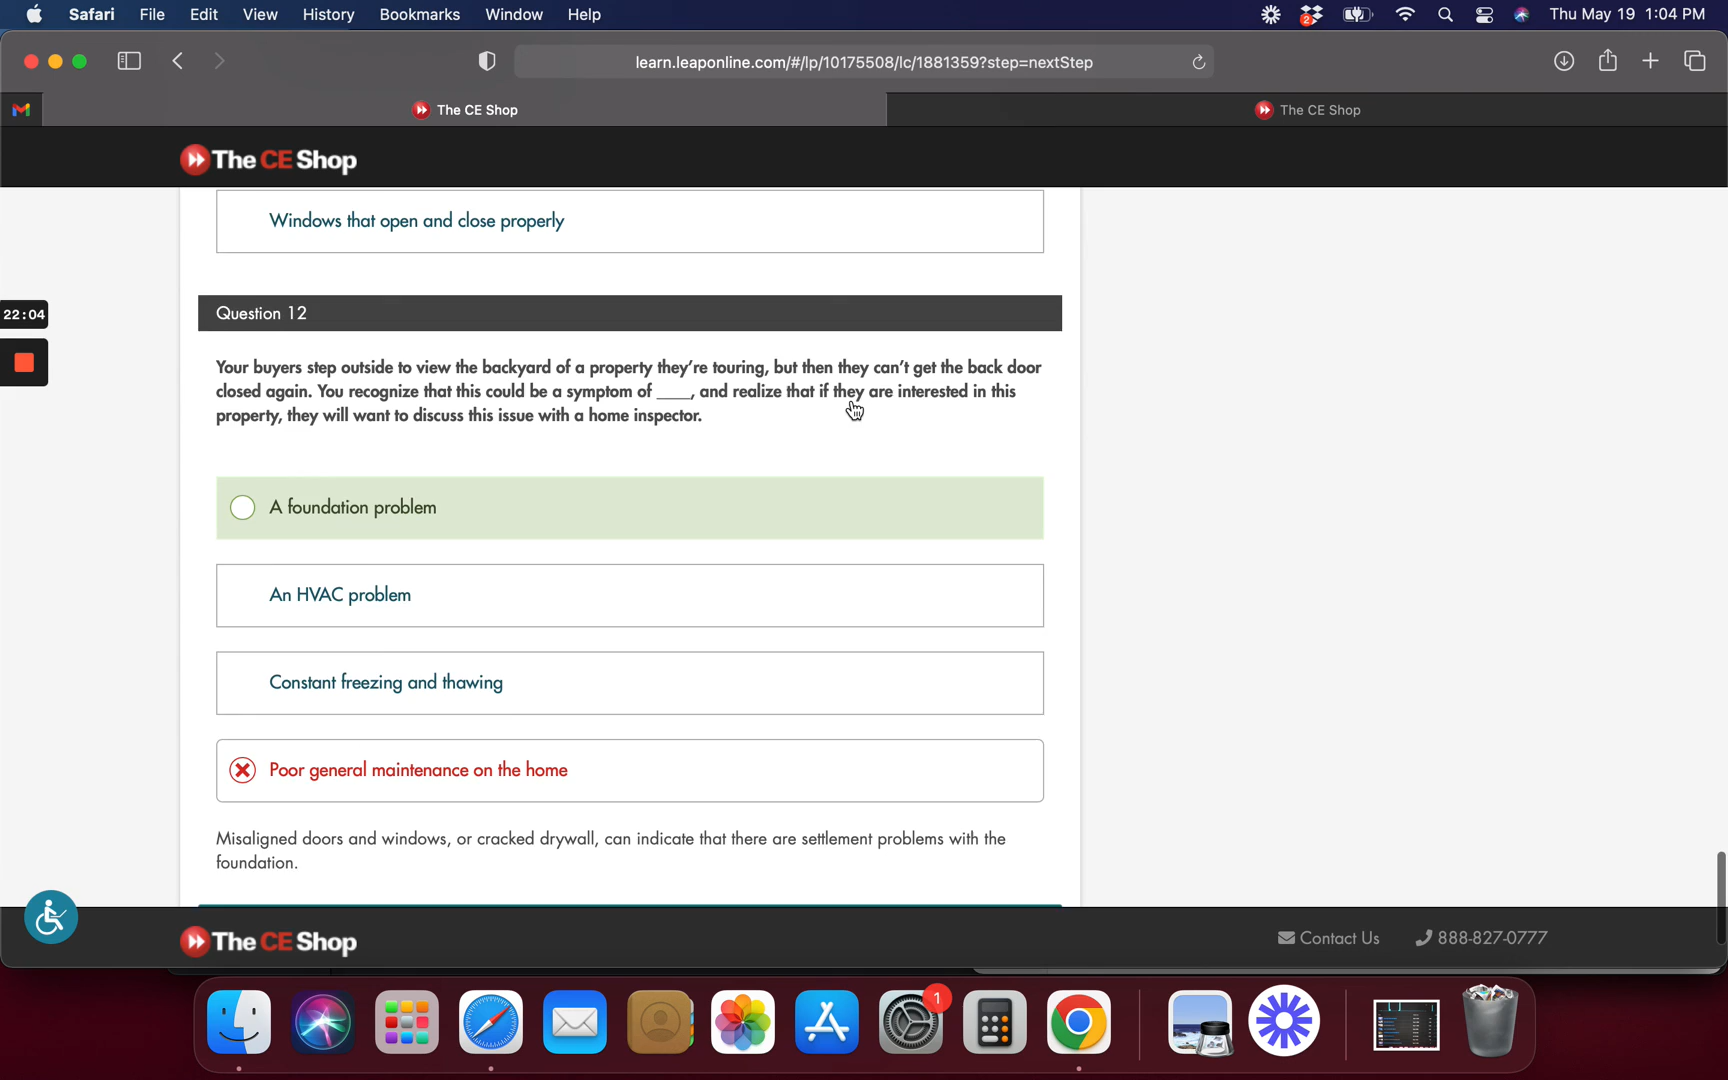 Safari File Edit View History Bookmarks Window Help
2
Thu May 19 1:04 PM
learn.leaponline.com/#/lp/10175508/lc/1881359?step=nextStep
The CE Shop
The CE Shop
The CE Shop
Windows that open and close properly
22:04
Question 12
Your buyers step outside to view the backyard of a property they're touring, but then they can't get the back door
closed again. You recognize that this could be a symptom of ____, and realize that if they are interested in this
property, they will want to discuss this issue with a home inspector.
A foundation problem
An HVAC problem
Constant freezing and thawing
Poor general maintenance on the home
Misaligned doors and windows, or cracked drywall, can indicate that there are settlement problems with the
foundation.
The CE Shop
Contact Us
888-827-0777
1